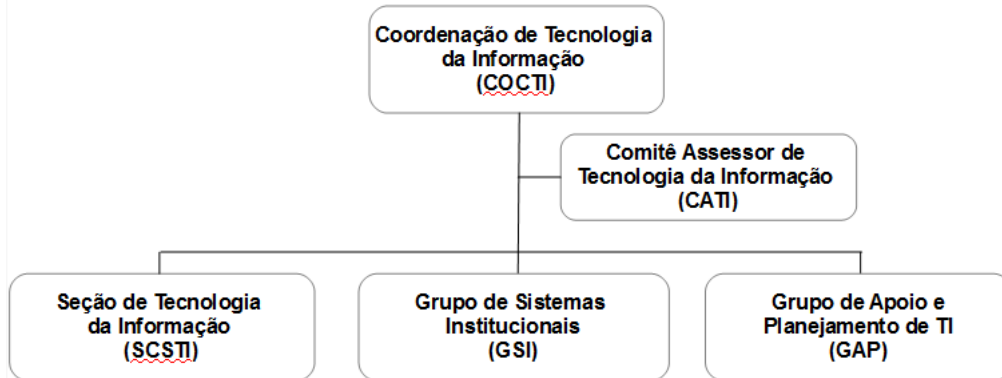 Coordenação de Tecnologia
da Informação
(COCTI)
Comitê Assessor de
Tecnologia da Informação
(CATI)
Seção de Tecnologia
da Informação
(SCSTI)
Grupo de Sistemas
Institucionais
(GSI)
Grupo de Apoio e
Planejamento de TI
(GAP)